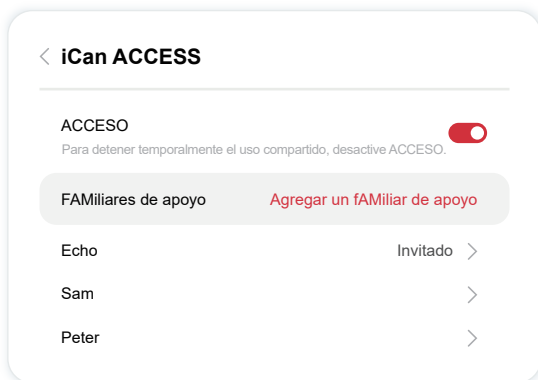 iCan ACCESS
ACCESO
Para detener temporalmente el uso compartido, desactive ACCESO.
FAMiliares de apoyo Agregar un fAMiliar de apoyo
Echo Invitado
Sam
Peter